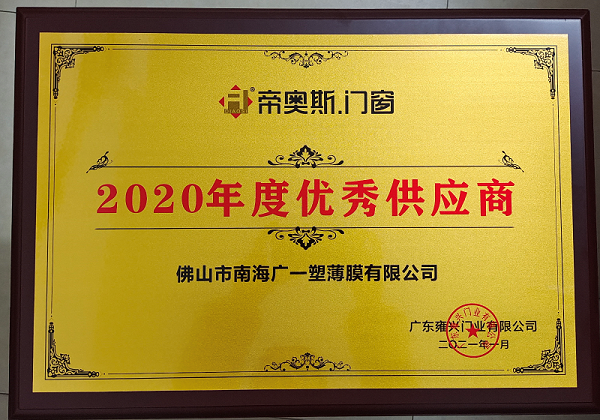 帝奥斯.门窗
2020年度优秀供应商
佛山市南海广一塑薄膜有限公司
广东雍兴门业有限公司
二〇二一年一月